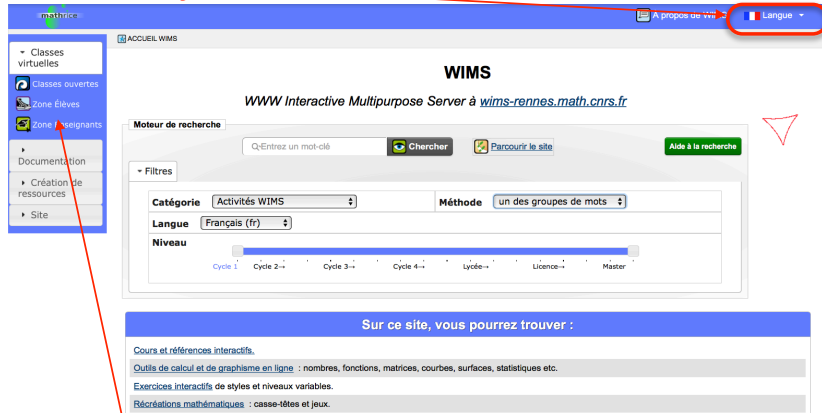 mathrice
A propos de WIMS Langue
ACCUEIL WIMS
Classes virtuelles
Classes ouvertes
Zone Élèves
Zone Enseignants
Documentation
Création de ressources
Site
WIMS
WWW Interactive Multipurpose Server à wims-rennes.math.cnrs.fr
Moteur de recherche
Entrez un mot-clé Chercher Parcourir le site Aide à la recherche
Filtres
Catégorie Activités WIMS Méthode un des groupes de mots
Langue Français (fr)
Niveau
Cycle 1 Cycle 2→ Cycle 3→ Cycle 4→ Lycée→ Licence→ Master
Sur ce site, vous pourrez trouver :
Cours et références interactifs.
Outils de calcul et de graphisme en ligne : nombres, fonctions, matrices, courbes, surfaces, statistiques etc.
Exercices interactifs de styles et niveaux variables.
Récréations mathématiques : casse-têtes et jeux.